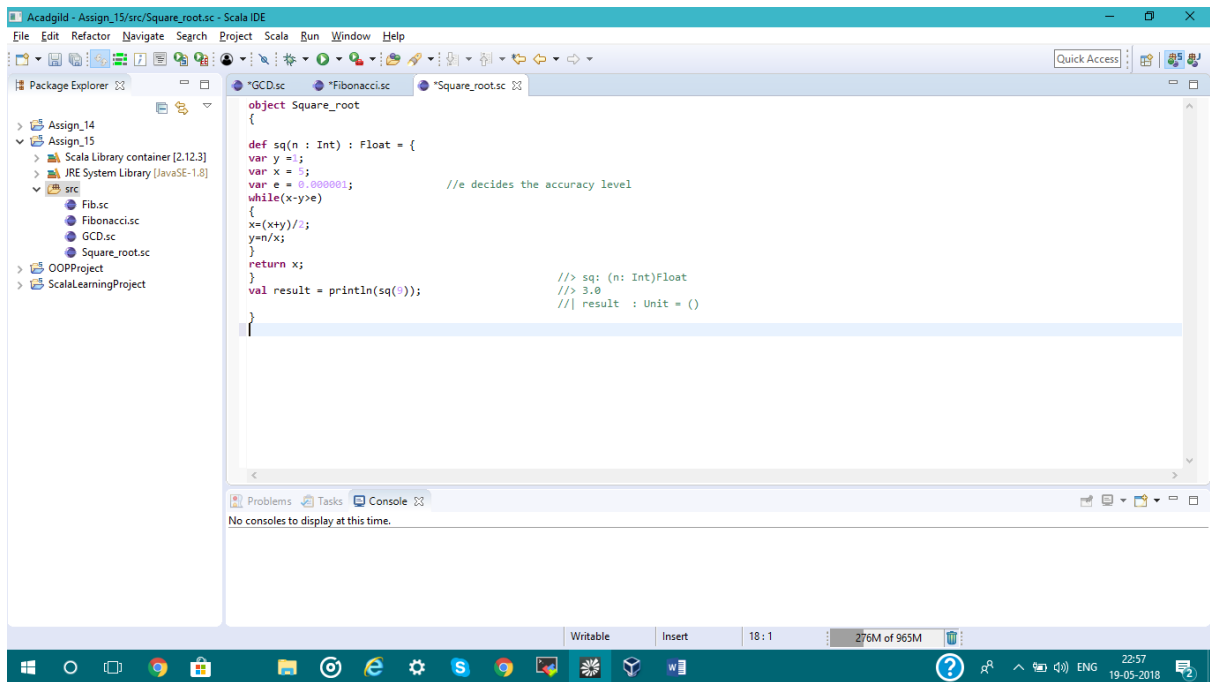 Acadgild - Assign_15/src/Square_root.sc - Scala IDE
File Edit Refactor Navigate Search Project Scala Run Window Help
Quick Access
Package Explorer
*GCD.sc *Fibonacci.sc *Square_root.sc
Assign_14
Assign_15
Scala Library container [2.12.3]
JRE System Library [JavaSE-1.8]
src
Fib.sc
Fibonacci.sc
GCD.sc
Square_root.sc
OOPProject
ScalaLearningProject
object Square_root
{
def sq(n : Int) : Float = {
var y =1;
var x = 5;
var e = 0.000001; //e decides the accuracy level
while(x-y>e)
{
x=(x+y)/2;
y=n/x;
}
return x;
} //> sq: (n: Int)Float
val result = println(sq(9)); //> 3.0
//| result : Unit = ()
}
Problems Tasks Console
No consoles to display at this time.
Writable Insert 18 : 1 276M of 965M
ENG 22:57
19-05-2018